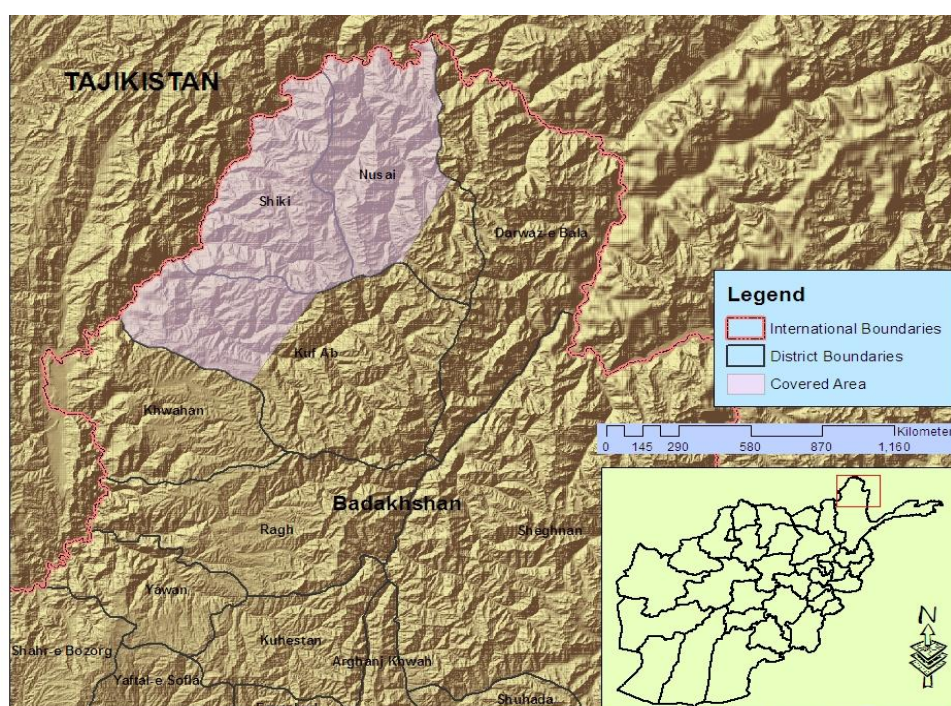 TAJIKISTAN
Nusai
Shiki
Darwaz-e Bala
Legend
International Boundaries
District Boundaries
Covered Area
Kuf Ab
Khwahan
Kilometer
0 145 290 580 870 1,160
Badakhshan
Ragh
Sheghnan
Yawan
Kuhestan
Shahr-e Bozorg
Arghanj Khwah
Yaftal-e Sofla
Shuhada
N